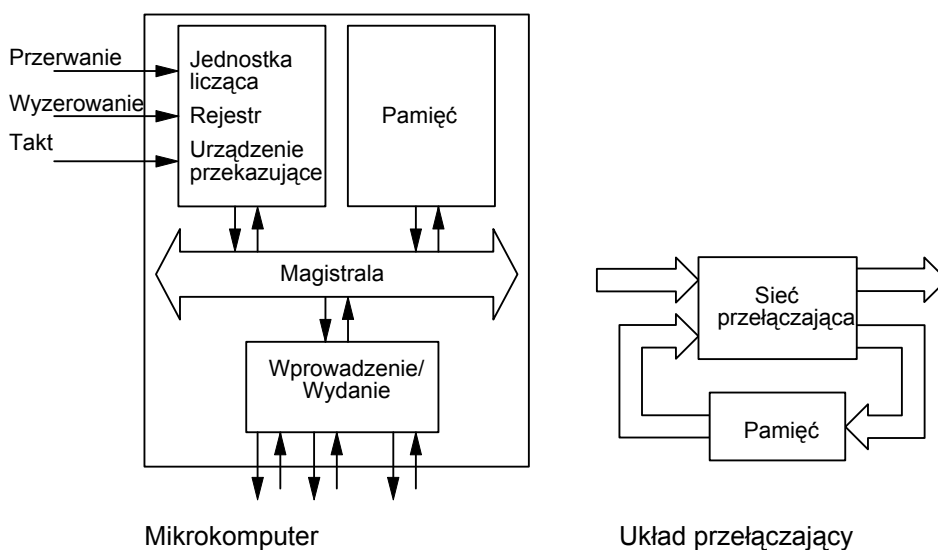 Przerwanie
Wyzerowanie
Takt
Jednostka
licząca
Rejestr
Urządzenie
przekazujące
Pamięć
Magistrala
Wprowadzenie/
Wydanie
Mikrokomputer
Sieć
przełączająca
Pamięć
Układ przełączający